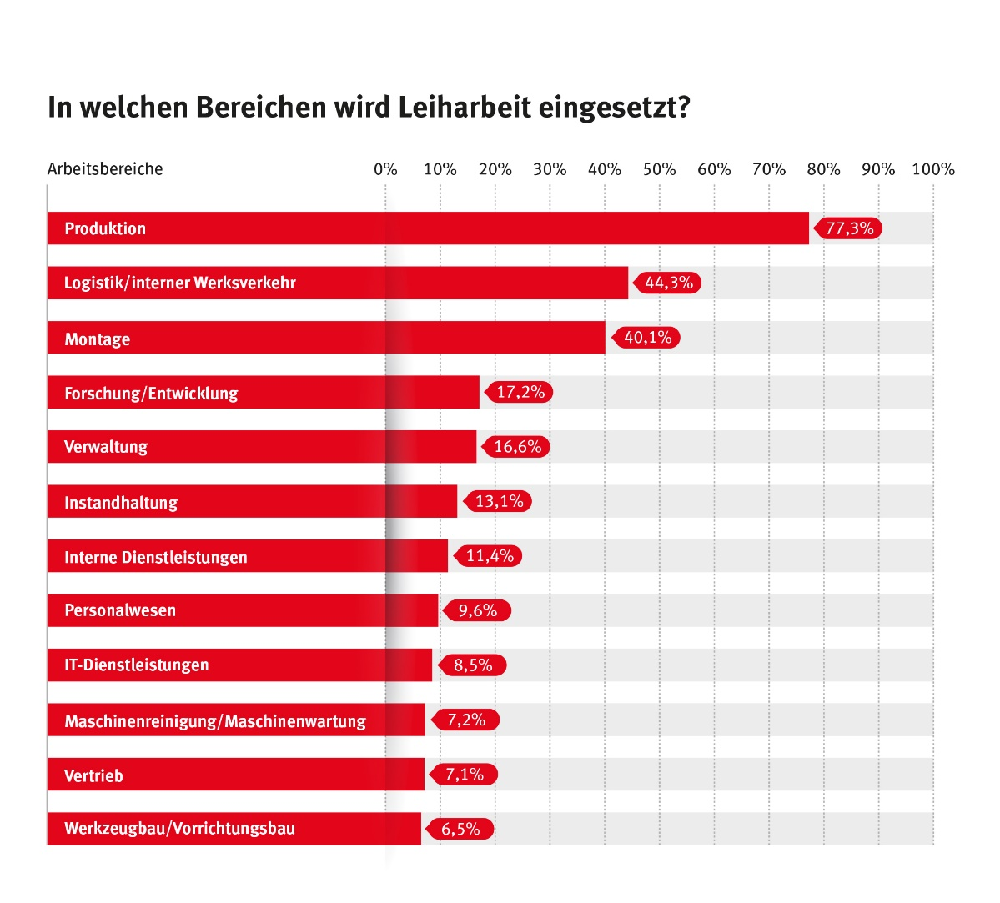 In welchen Bereichen wird Leiharbeit eingesetzt?
Arbeitsbereiche 0% 10% 20% 30% 40% 50% 60% 70% 80% 90% 100%
Produktion 77,3%
Logistik/interner Werksverkehr 44,3%
Montage 40,1%
Forschung/Entwicklung 17,2%
Verwaltung 16,6%
Instandhaltung 13,1%
Interne Dienstleistungen 11,4%
Personalwesen 9,6%
IT-Dienstleistungen 8,5%
Maschinenreinigung/Maschinenwartung 7,2%
Vertrieb 7,1%
Werkzeugbau/Vorrichtungsbau 6,5%